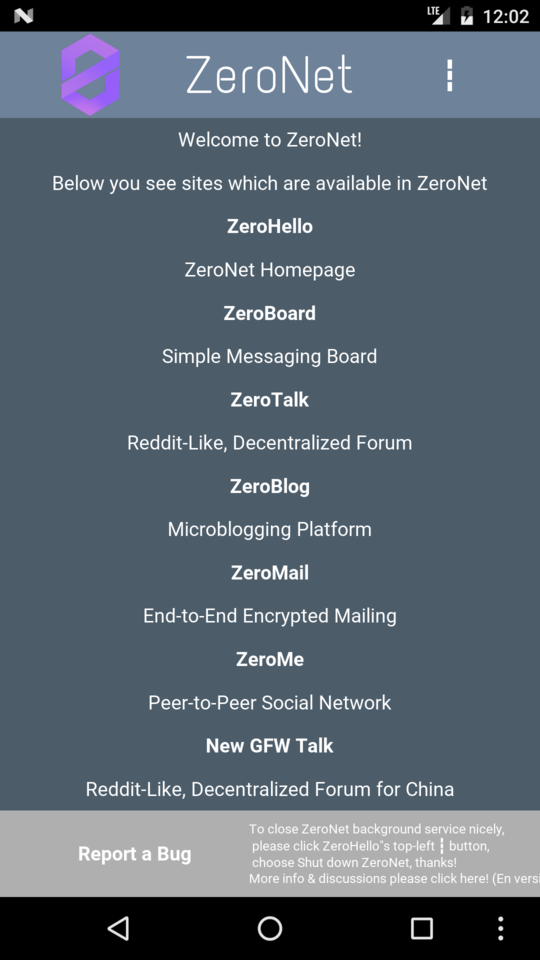 LTE 12:02
ZeroNet
Welcome to ZeroNet!
Below you see sites which are available in ZeroNet
ZeroHello
ZeroNet Homepage
ZeroBoard
Simple Messaging Board
ZeroTalk
Reddit-Like, Decentralized Forum
ZeroBlog
Microblogging Platform
ZeroMail
End-to-End Encrypted Mailing
ZeroMe
Peer-to-Peer Social Network
New GFW Talk
Reddit-Like, Decentralized Forum for China
Report a Bug
To close ZeroNet background service nicely,
please click ZeroHello"s top-left ┇ button,
choose Shut down ZeroNet, thanks!
More info & discussions please click here! (En versi